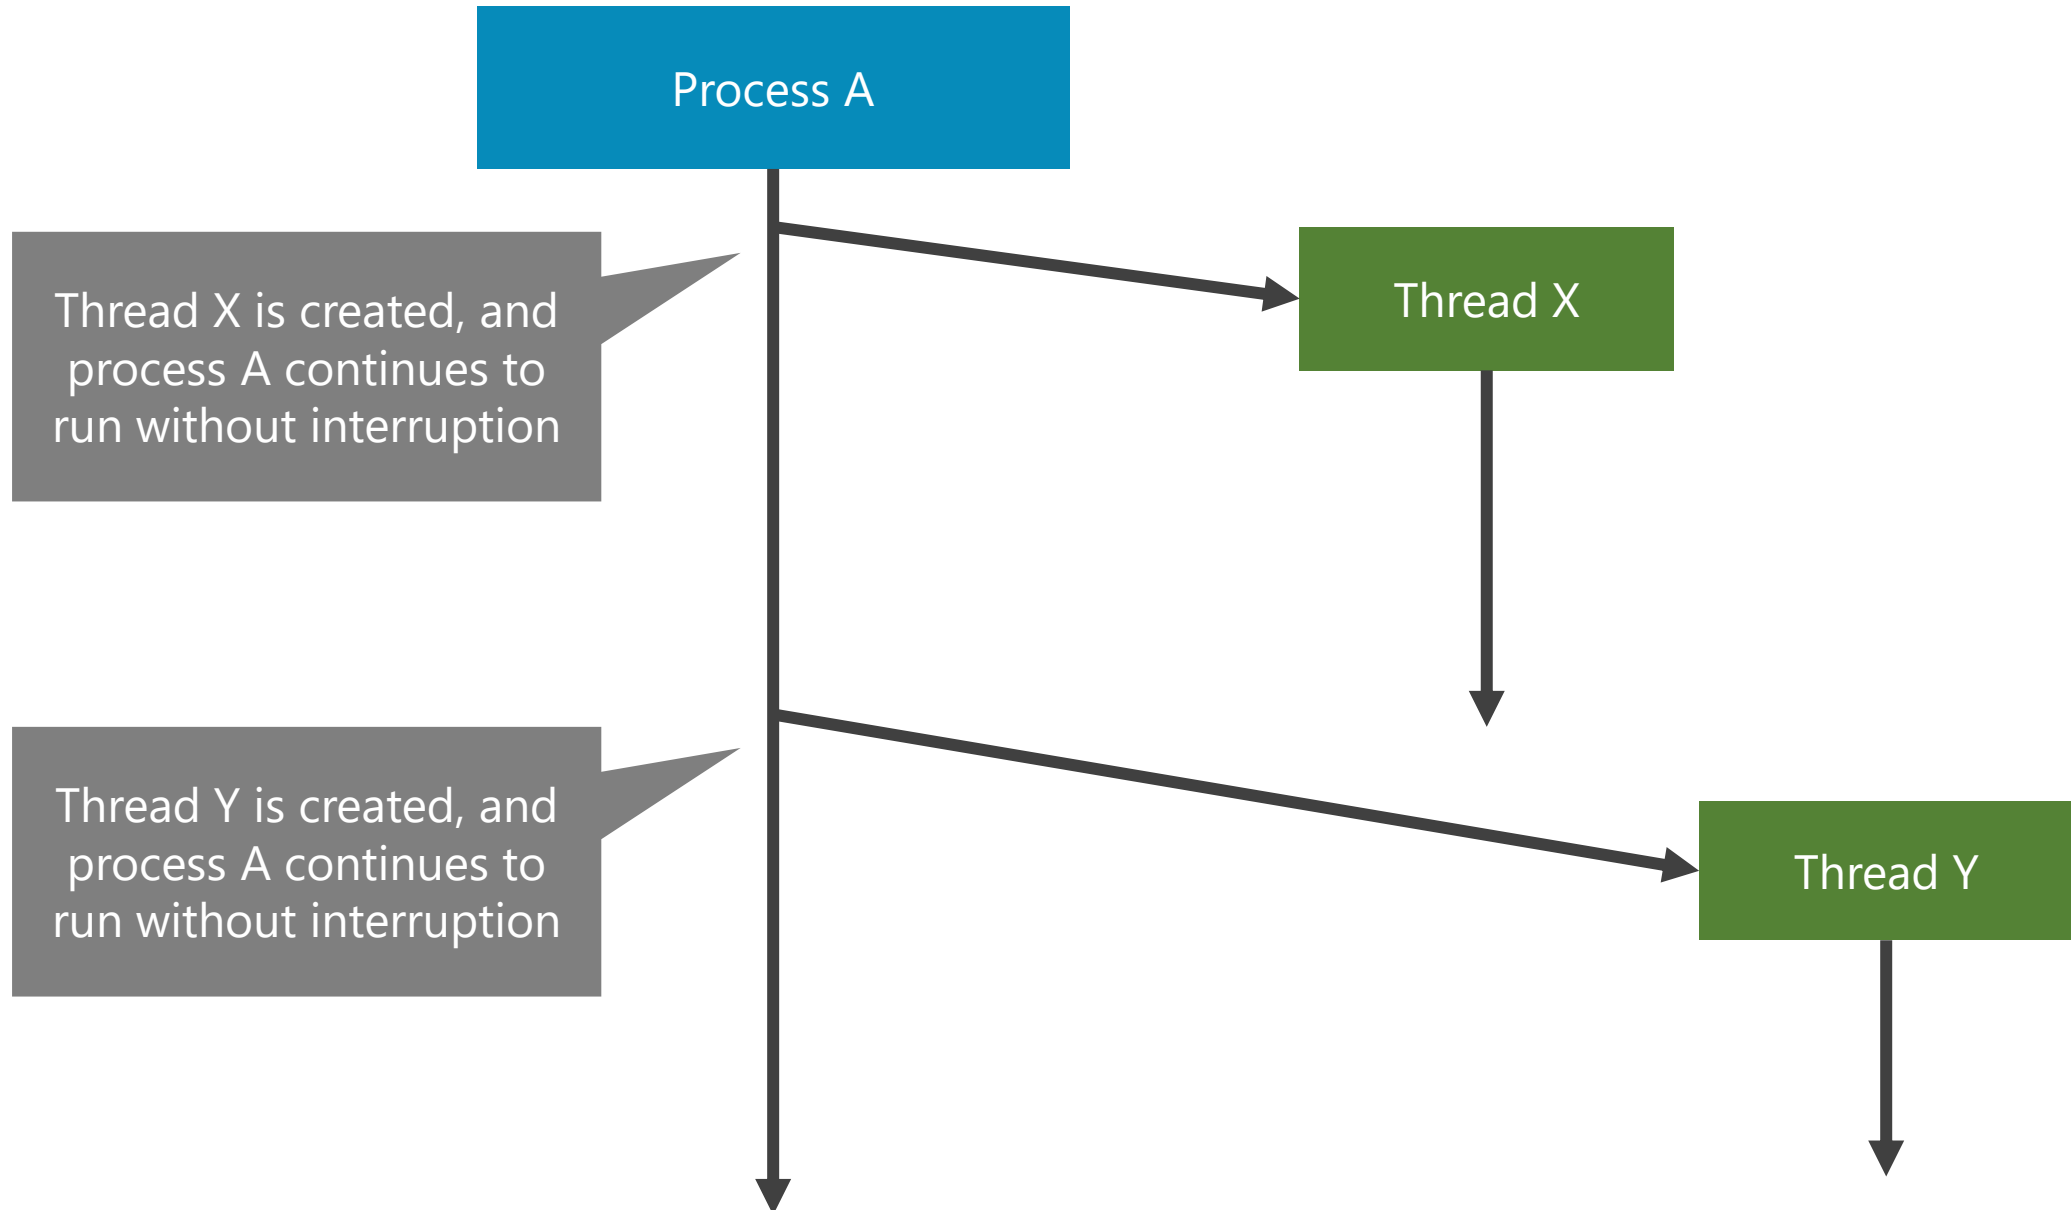 Process A
Thread X is created, and
process A continues to
run without interruption
Thread X
Thread Y is created, and
process A continues to
run without interruption
Thread Y